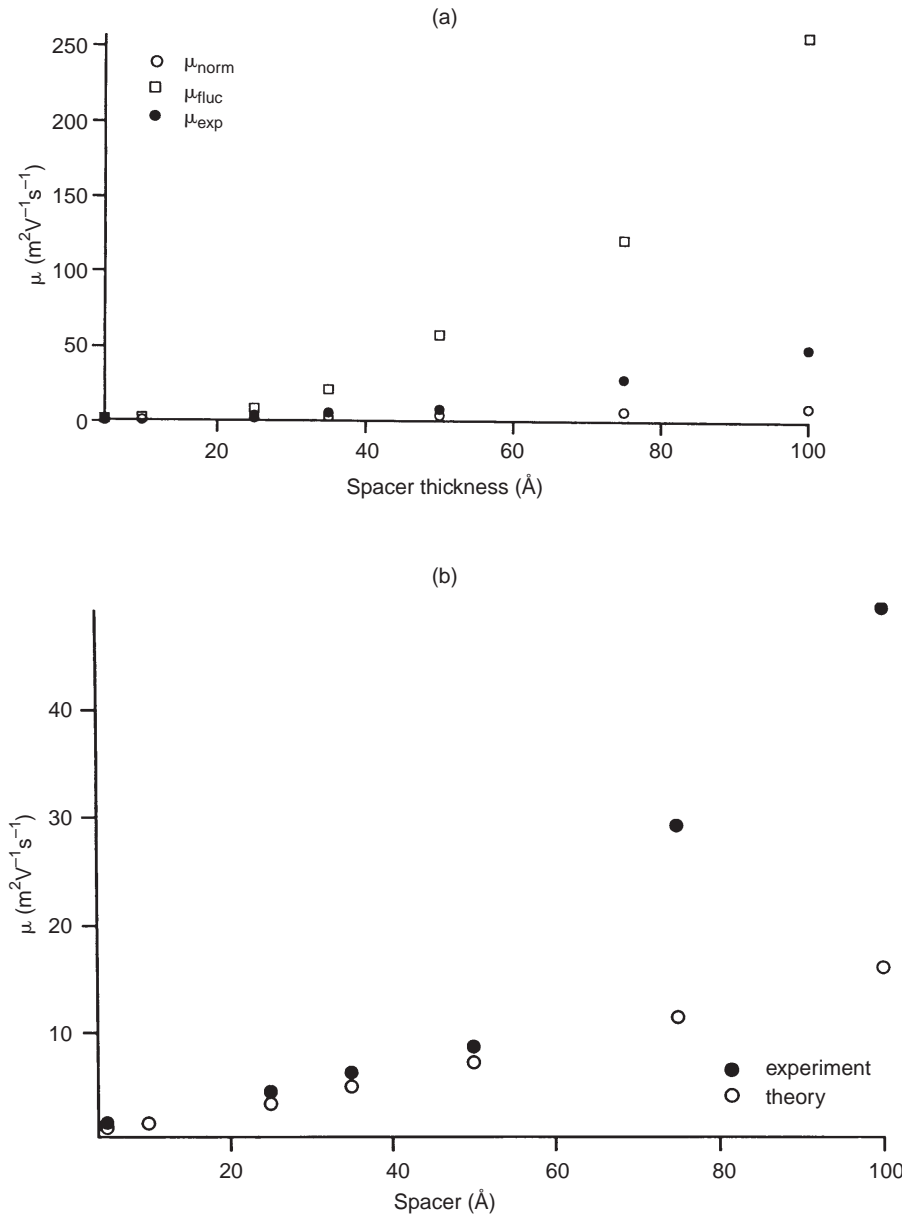 (a)
250
200
150
100
50
0
μ (m²V⁻¹s⁻¹)
μnorm
μfluc
μexp
20
40
60
80
100
Spacer thickness (Å)
(b)
40
30
20
10
μ (m²V⁻¹s⁻¹)
experiment
theory
20
40
60
80
100
Spacer (Å)